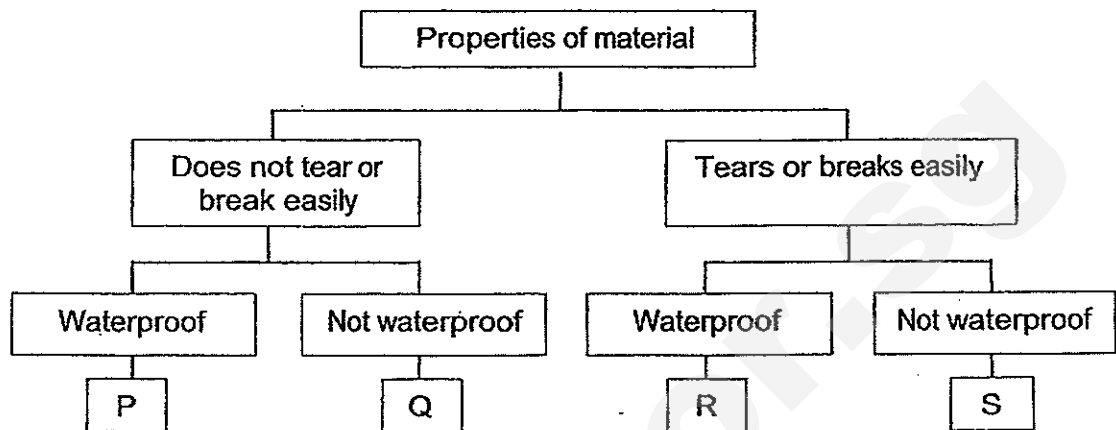 Properties of material
Does not tear or
break easily
Tears or breaks easily
Waterproof
Not waterproof
Waterproof
Not waterproof
P
Q
R
S